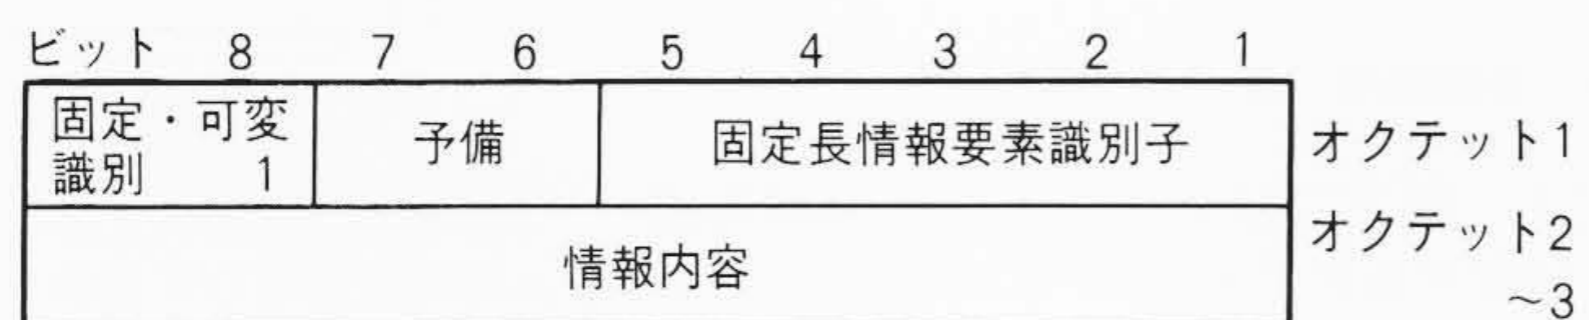 ビット 8 7 6 5 4 3 2 1
固定・可変
識別 1
予備
固定長情報要素識別子
オクテット1
情報内容
オクテット2
~3